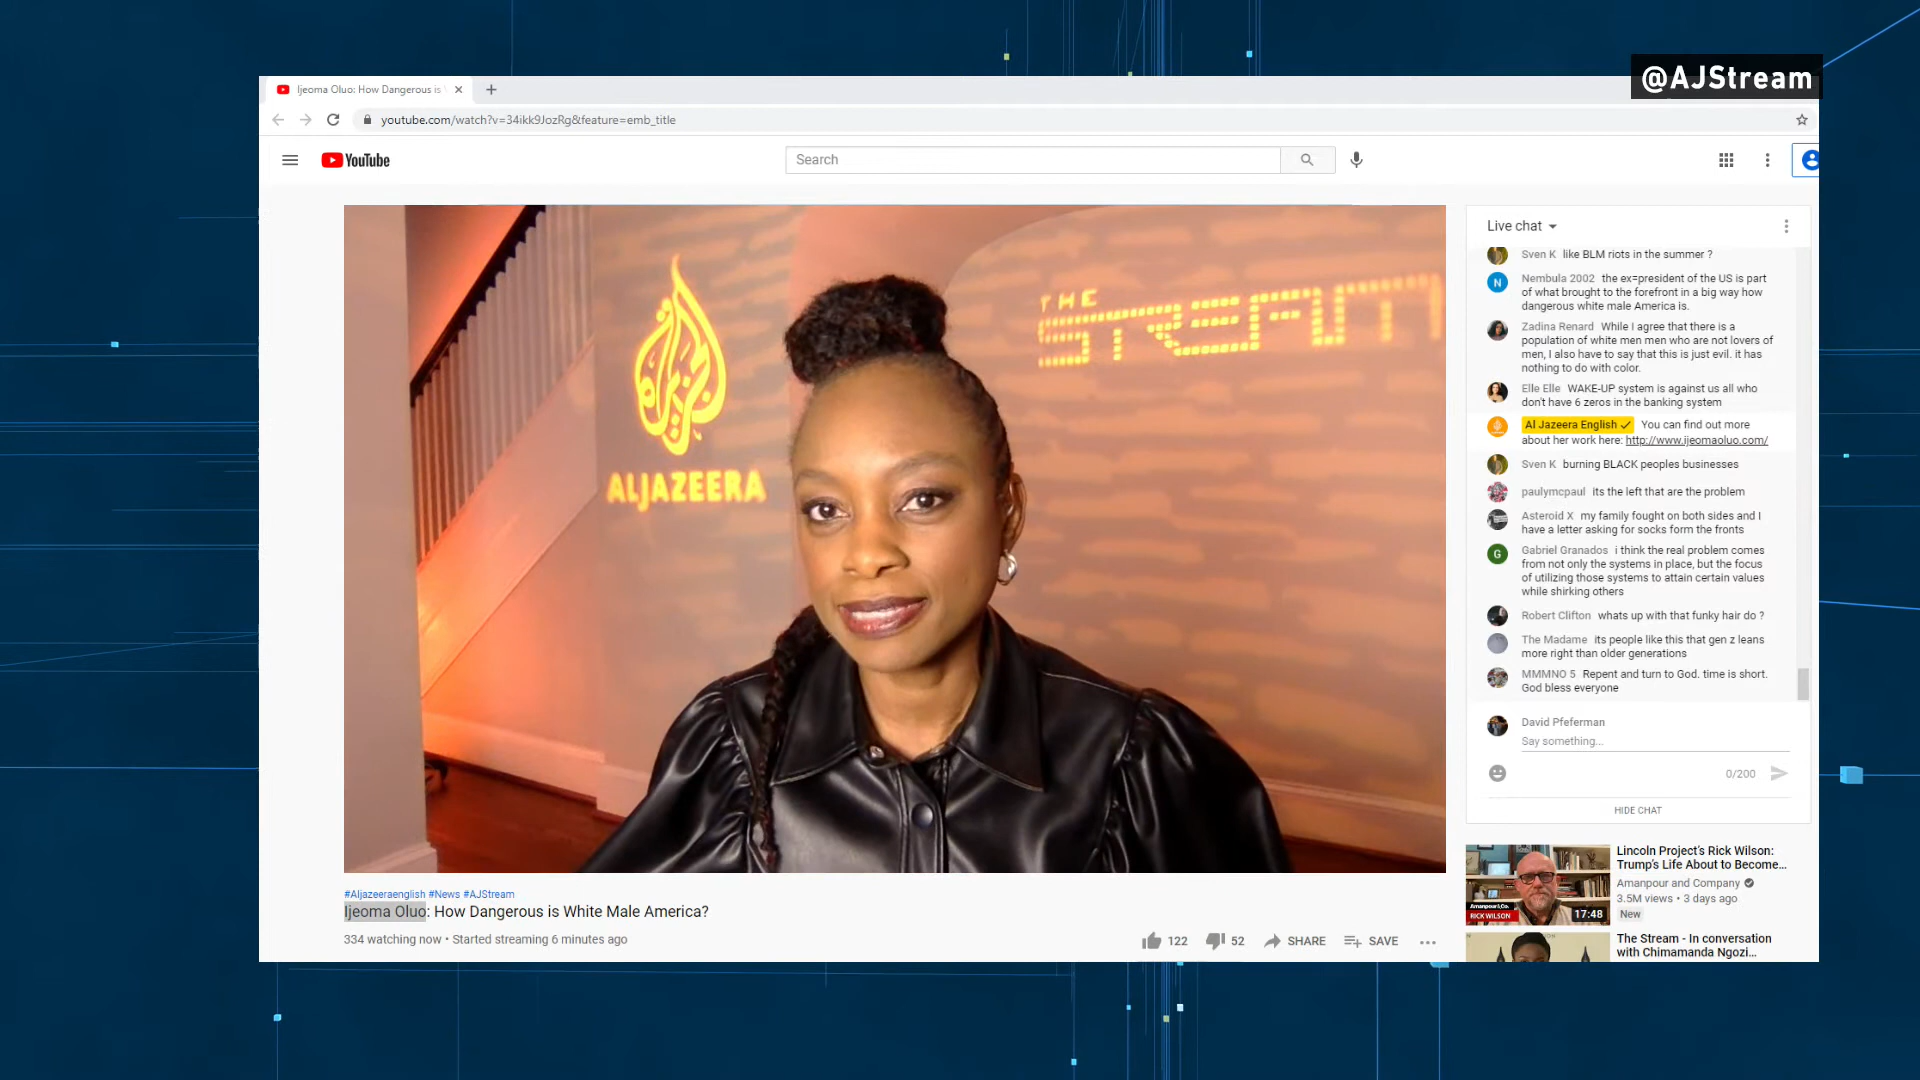 @AJStream
Ijeoma Oluo: How Dangerous is
youtube.com/watch?v=34ikk9JozRg&feature=emb_title
YouTube
Search
الجزيرة
ALJAZEERA
THE
STREAM
Live chat
Sven K like BLM riots in the summer ?
N
Nembula 2002 the ex=president of the US is part
of what brought to the forefront in a big way how
dangerous white male America is.
Zadina Renard While I agree that there is a
population of white men men who are not lovers of
men, I also have to say that this is just evil. it has
nothing to do with color.
Elle Elle WAKE-UP system is against us all who
don't have 6 zeros in the banking system
Al Jazeera English You can find out more
about her work here: http://www.ijeomaoluo.com/
Sven K burning BLACK peoples businesses
paulymcpaul its the left that are the problem
Asteroid X my family fought on both sides and I
have a letter asking for socks form the fronts
G
Gabriel Granados i think the real problem comes
from not only the systems in place, but the focus
of utilizing those systems to attain certain values
while shirking others
Robert Clifton whats up with that funky hair do ?
The Madame its people like this that gen z leans
more right than older generations
MMMNO 5 Repent and turn to God. time is short.
God bless everyone
David Pfeferman
Say something...
0/200
HIDE CHAT
#Aljazeeraenglish #News #AJStream
Ijeoma Oluo: How Dangerous is White Male America?
334 watching now • Started streaming 6 minutes ago
122
52
SHARE
SAVE
Amanpour&Co.
RICK WILSON
17:48
Lincoln Project's Rick Wilson:
Trump's Life About to Become...
Amanpour and Company
3.5M views • 3 days ago
New
The Stream - In conversation
with Chimamanda Ngozi...